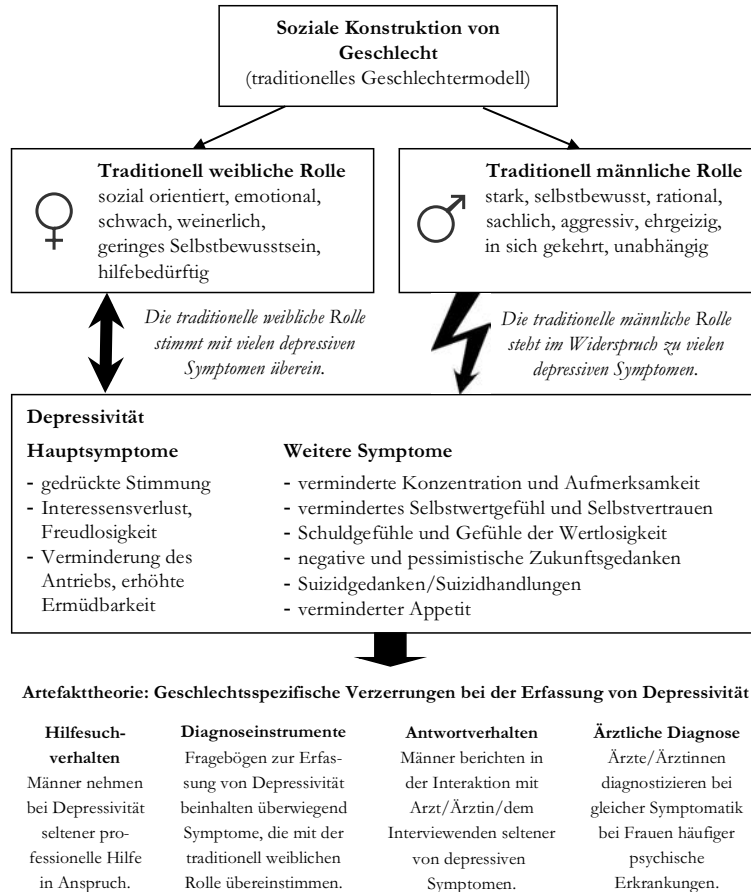 Soziale Konstruktion von
Geschlecht
(traditionelles Geschlechtermodell)
Traditionell weibliche Rolle
sozial orientiert, emotional,
schwach, weinerlich,
geringes Selbstbewusstsein,
hilfebedürftig
Traditionell männliche Rolle
stark, selbstbewusst, rational,
sachlich, aggressiv, ehrgeizig,
in sich gekehrt, unabhängig
Die traditionelle weibliche Rolle
stimmt mit vielen depressiven
Symptomen überein.
Die traditionelle männliche Rolle
steht im Widerspruch zu vielen
depressiven Symptomen.
Depressivität
Hauptsymptome
- gedrückte Stimmung
- Interessensverlust,
Freudlosigkeit
- Verminderung des
Antriebs, erhöhte
Ermüdbarkeit
Weitere Symptome
- verminderte Konzentration und Aufmerksamkeit
- vermindertes Selbstwertgefühl und Selbstvertrauen
- Schuldgefühle und Gefühle der Wertlosigkeit
- negative und pessimistische Zukunftsgedanken
- Suizidgedanken/Suizidhandlungen
- verminderter Appetit
Artefakttheorie: Geschlechtsspezifische Verzerrungen bei der Erfassung von Depressivität
Hilfesuch-
verhalten
Männer nehmen
bei Depressivität
seltener pro-
fessionelle Hilfe
in Anspruch.
Diagnoseinstrumente
Fragebögen zur Erfas-
sung von Depressivität
beinhalten überwiegend
Symptome, die mit der
traditionell weiblichen
Rolle übereinstimmen.
Antwortverhalten
Männer berichten in
der Interaktion mit
Arzt/Ärztin/dem
Interviewenden seltener
von depressiven
Symptomen.
Ärztliche Diagnose
Ärzte/Ärztinnen
diagnostizieren bei
gleicher Symptomatik
bei Frauen häufiger
psychische
Erkrankungen.